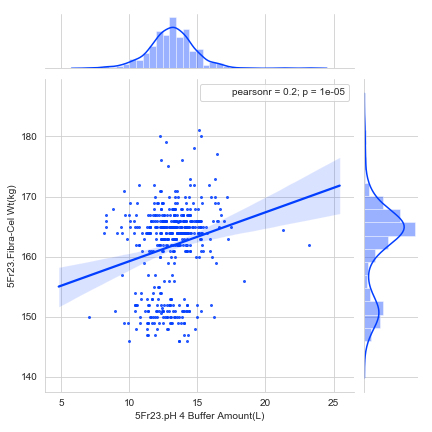 pearsonr = 0.2; p = 1e-05
180
170
160
150
140
5Fr23.Fibra-Cel Wt(kg)
5 10 15 20 25
5Fr23.pH 4 Buffer Amount(L)